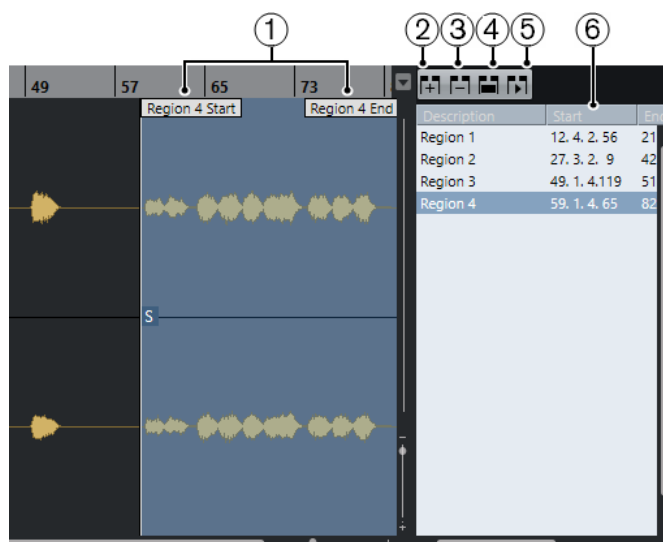 ① ② ③ ④ ⑤ ⑥
49 57 65 73
Region 4 Start Region 4 End
S
Description Start En
Region 1 12. 4. 2. 56 21
Region 2 27. 3. 2. 9 42
Region 3 49. 1. 4.119 51
Region 4 59. 1. 4. 65 82